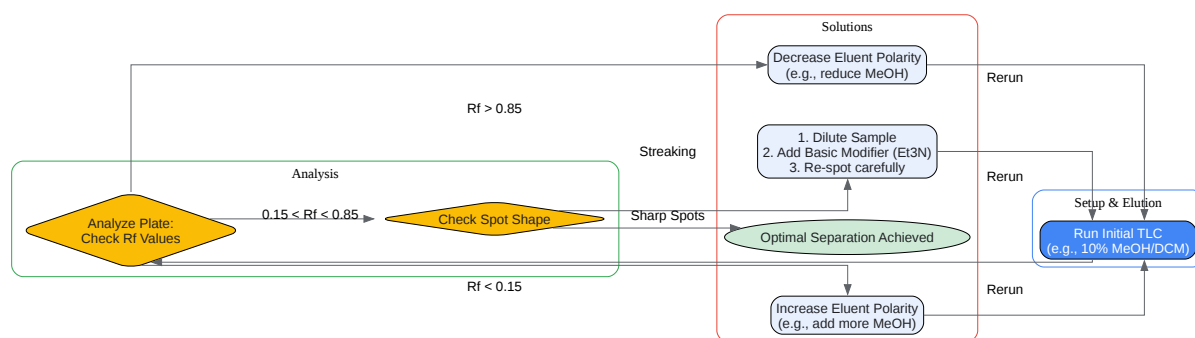 Solutions
Decrease Eluent Polarity
(e.g., reduce MeOH)
Rerun
Rf > 0.85
1. Dilute Sample
2. Add Basic Modifier (Et3N)
3. Re-spot carefully
Streaking
Rerun
Analysis
Setup & Elution
Analyze Plate:
Check Rf Values
0.15 < Rf < 0.85
Check Spot Shape
Sharp Spots
Optimal Separation Achieved
Run Initial TLC
(e.g., 10% MeOH/DCM)
Rf < 0.15
Rerun
Increase Eluent Polarity
(e.g., add more MeOH)